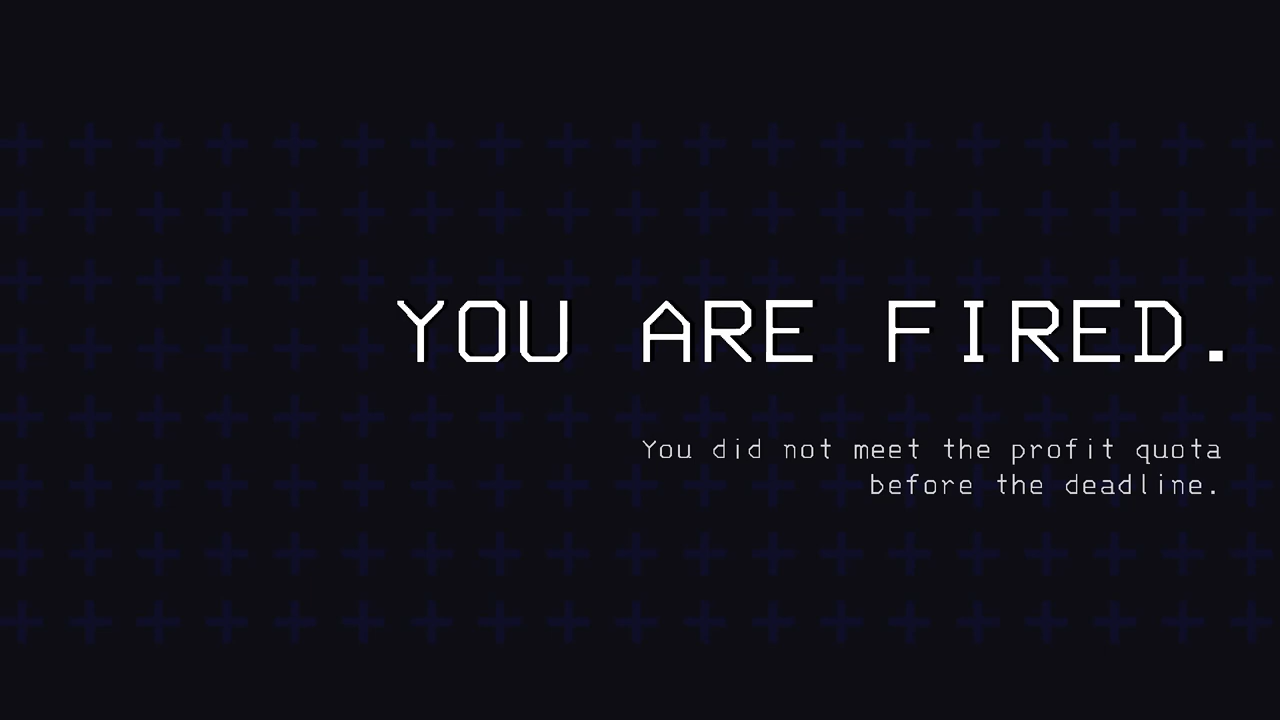 YOU ARE FIRED.
You did not meet the profit quota
before the deadline.